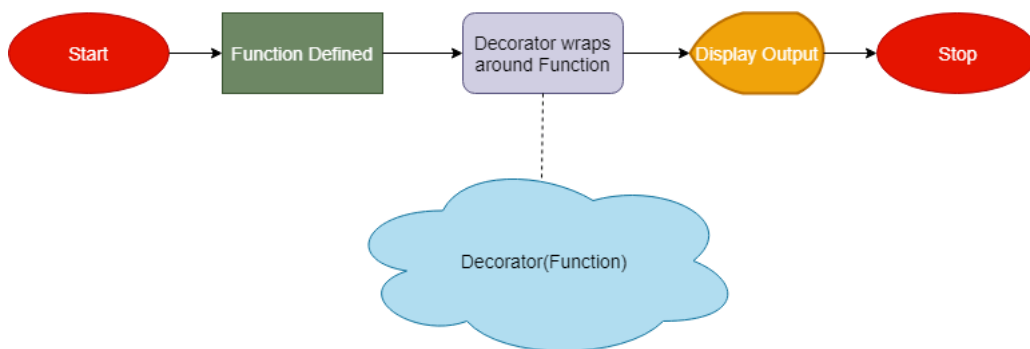 Start
Function Defined
Decorator wraps
around Function
Display Output
Stop
Decorator(Function)